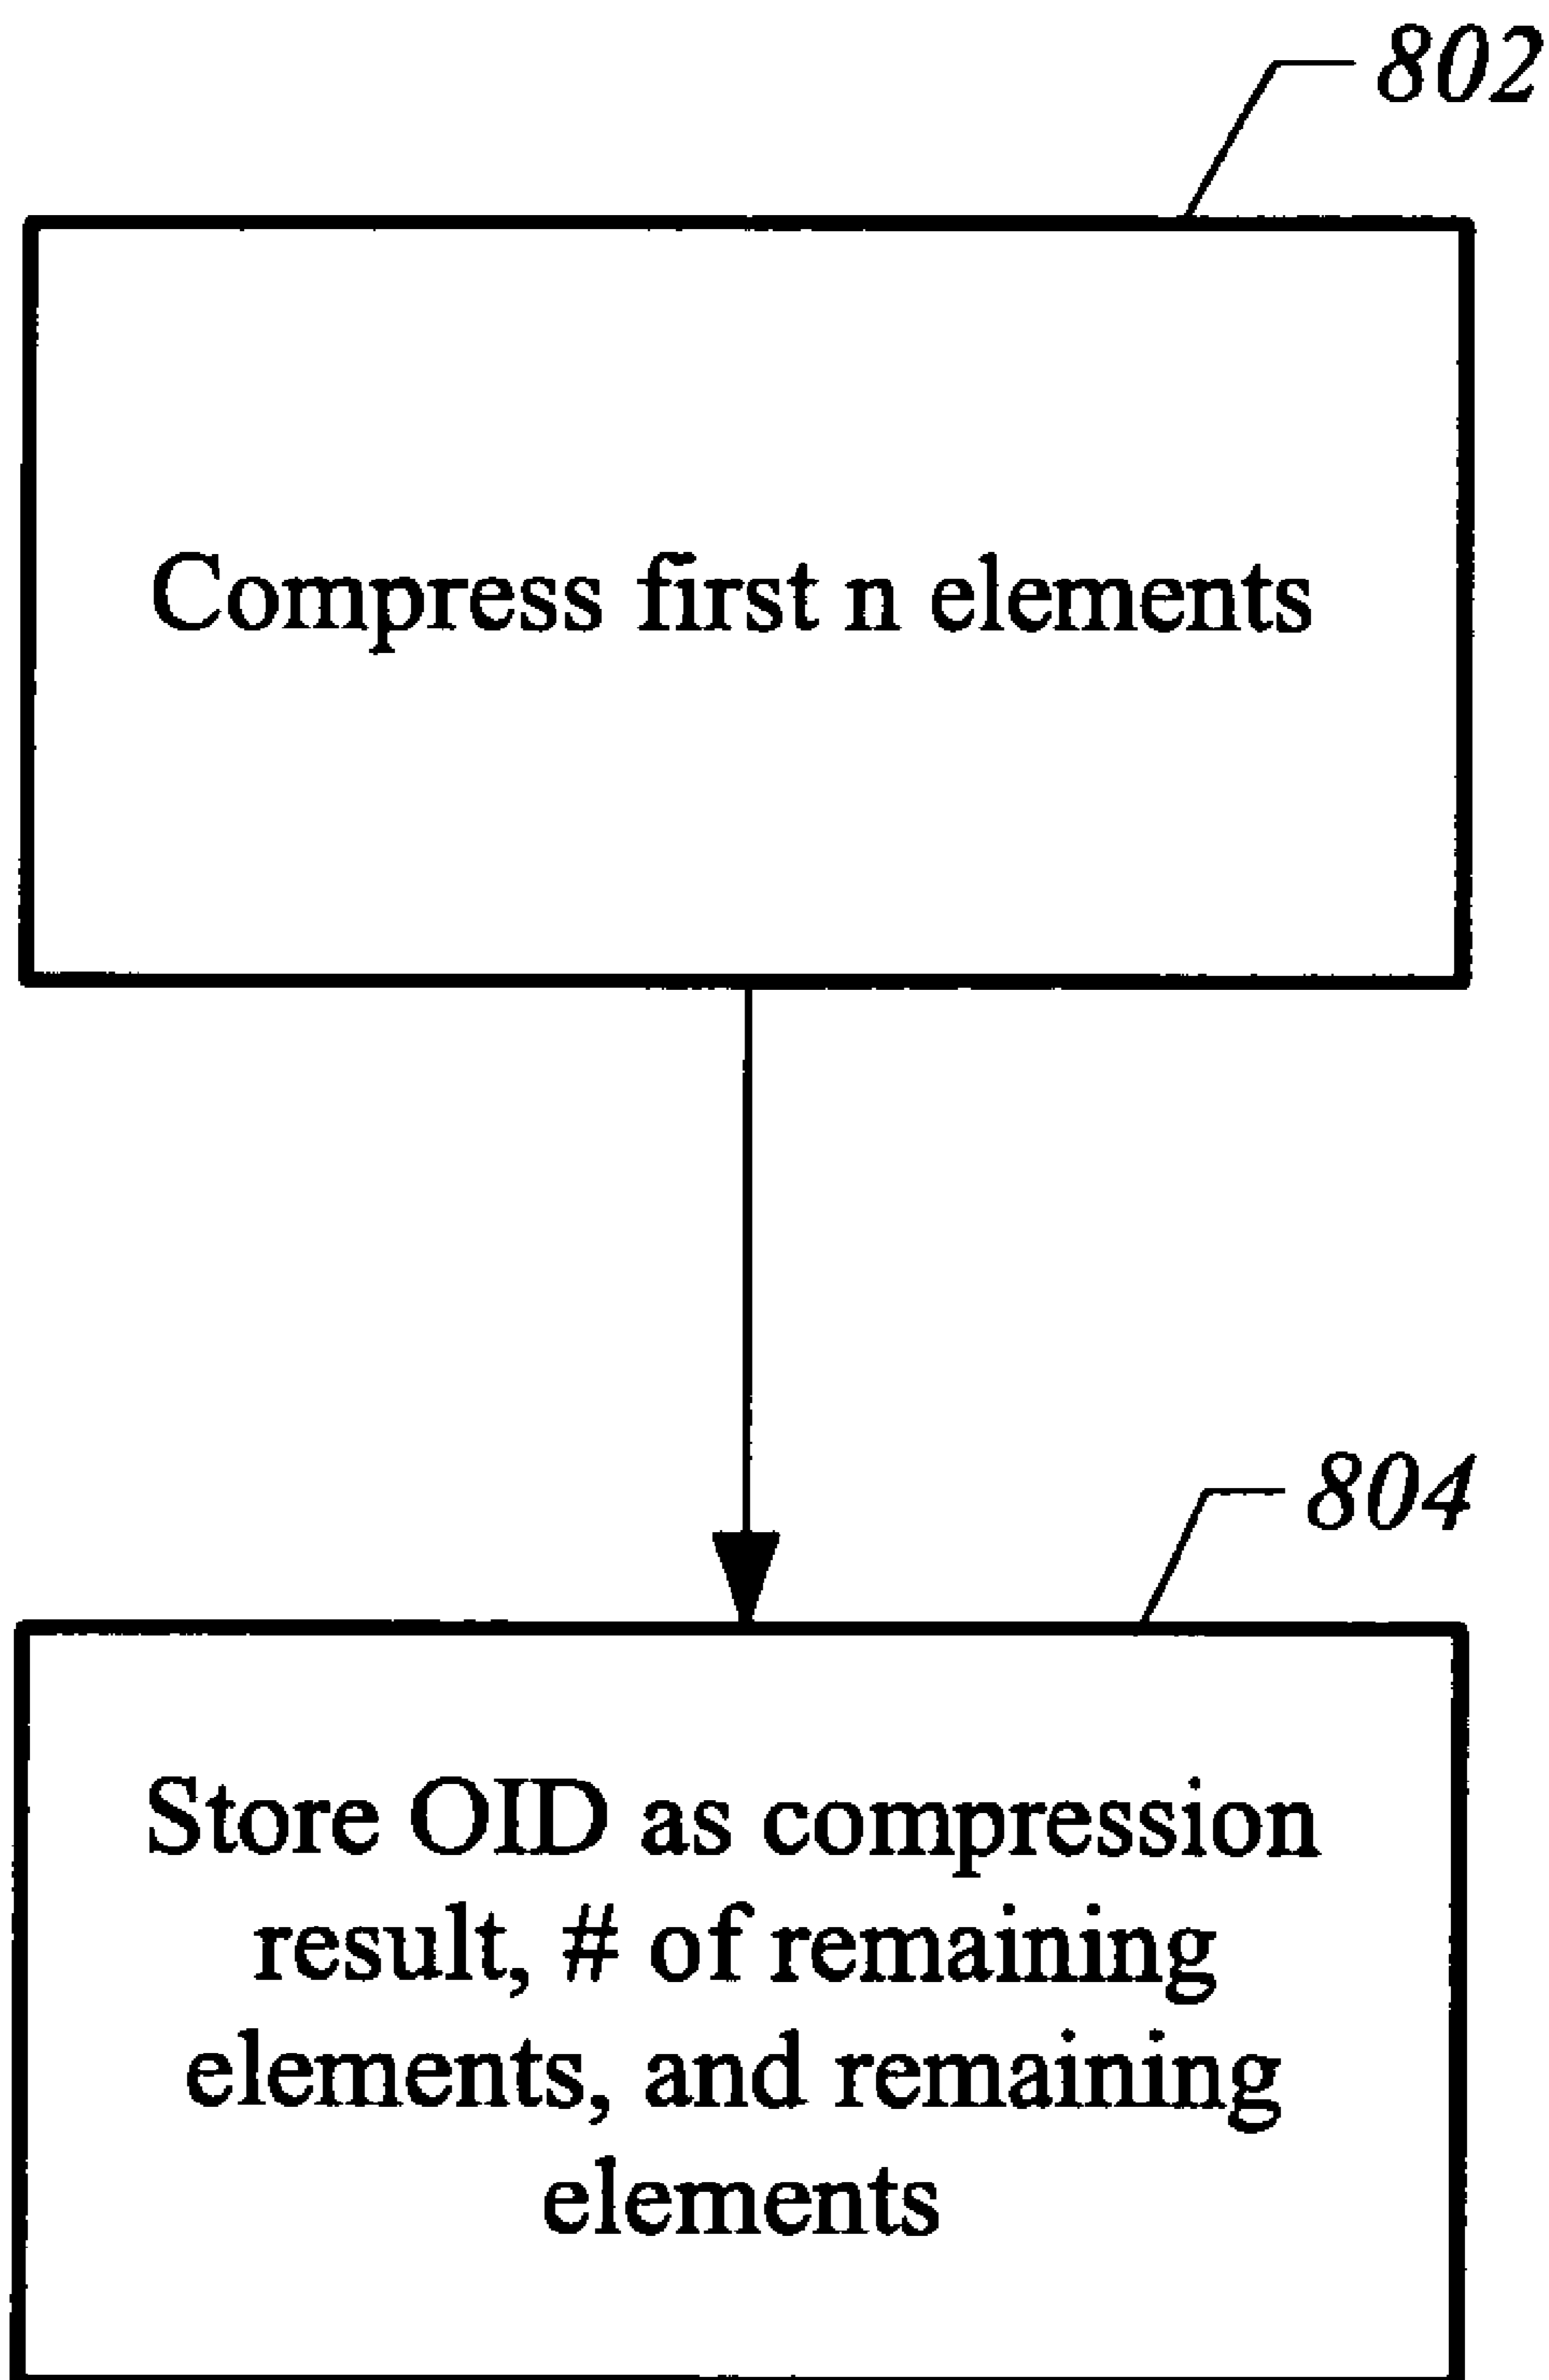 802
Compress first n elements
804
Store OID as compression
result, # of remaining
elements, and remaining
elements